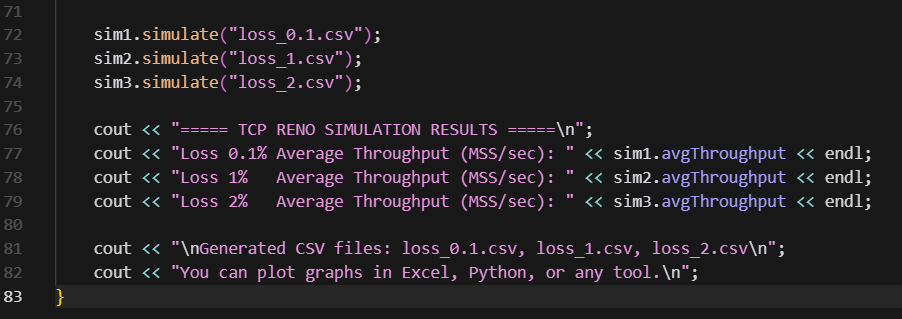 71
72 sim1.simulate("loss_0.1.csv");
73 sim2.simulate("loss_1.csv");
74 sim3.simulate("loss_2.csv");
75
76 cout << "===== TCP RENO SIMULATION RESULTS =====\n";
77 cout << "Loss 0.1% Average Throughput (MSS/sec): " << sim1.avgThroughput << endl;
78 cout << "Loss 1%   Average Throughput (MSS/sec): " << sim2.avgThroughput << endl;
79 cout << "Loss 2%   Average Throughput (MSS/sec): " << sim3.avgThroughput << endl;
80
81 cout << "\nGenerated CSV files: loss_0.1.csv, loss_1.csv, loss_2.csv\n";
82 cout << "You can plot graphs in Excel, Python, or any tool.\n";
83 }